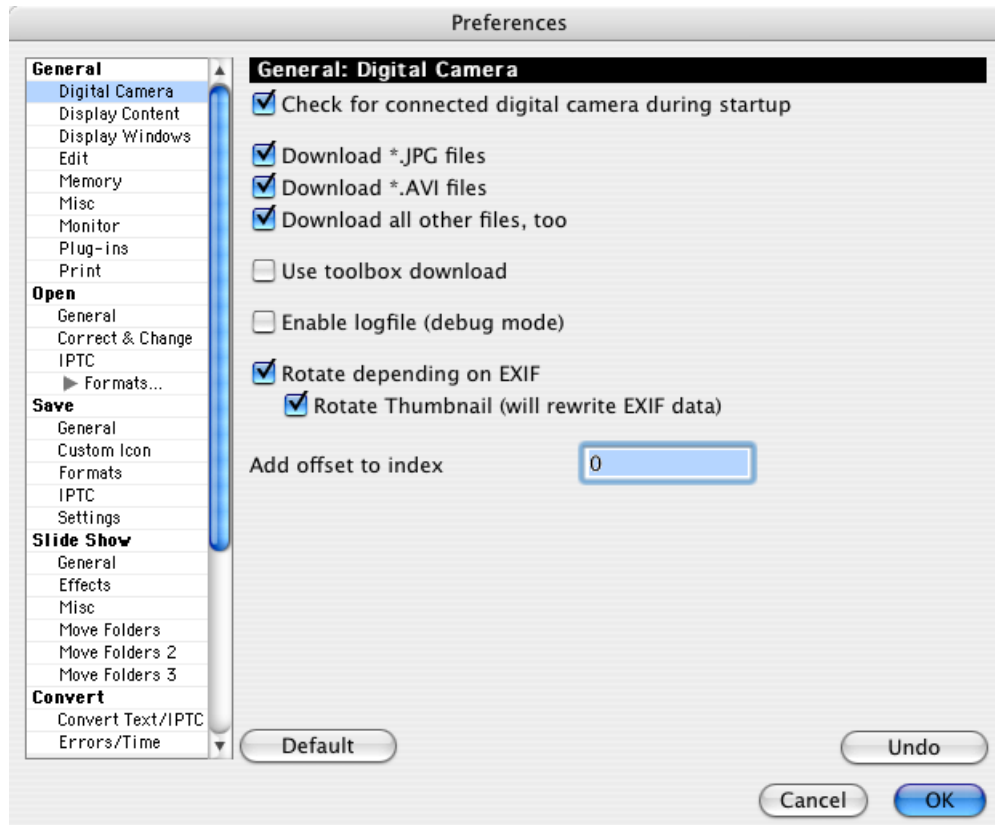 Preferences
General
Digital Camera
Display Content
Display Windows
Edit
Memory
Misc
Monitor
Plug-ins
Print
Open
General
Correct & Change
IPTC
Formats...
Save
General
Custom Icon
Formats
IPTC
Settings
Slide Show
General
Effects
Misc
Move Folders
Move Folders 2
Move Folders 3
Convert
Convert Text/IPTC
Errors/Time
General: Digital Camera
Check for connected digital camera during startup
Download *.JPG files
Download *.AVI files
Download all other files, too
Use toolbox download
Enable logfile (debug mode)
Rotate depending on EXIF
Rotate Thumbnail (will rewrite EXIF data)
Add offset to index 0
Default Undo
Cancel OK